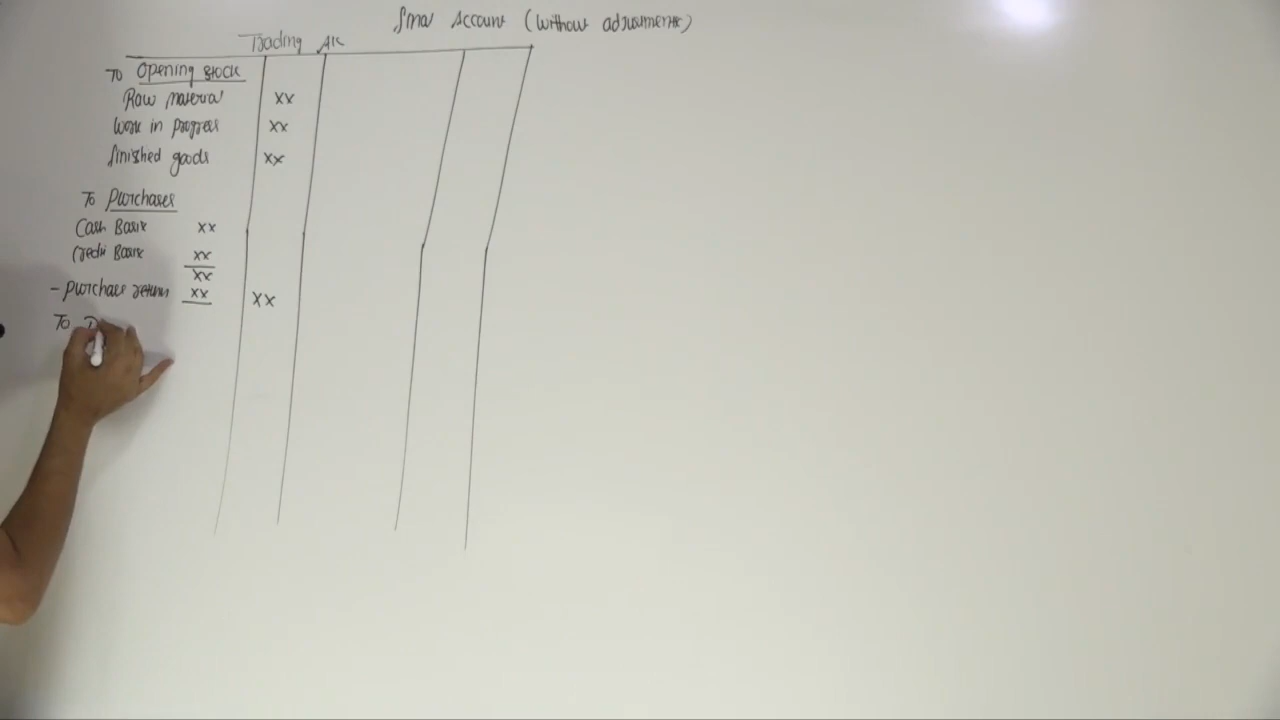 Final Account (without adjustments)
Trading A/c
To Opening stock
Raw material xx
Work in progress xx
finished goods xx
To Purchases
Cash Basis xx
Credit Basis xx
xx
- purchase return xx xx
To D